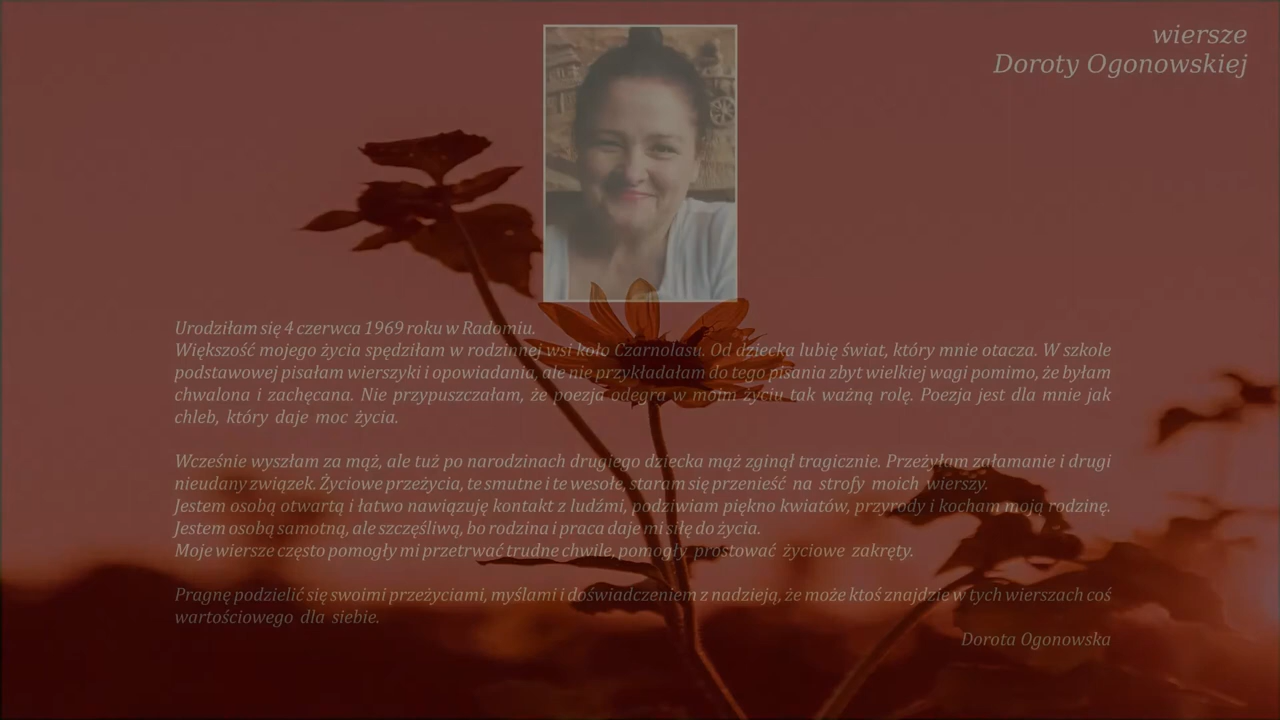 wiersze
Doroty Ogonowskiej
Urodziłam się 4 czerwca 1969 roku w Radomiu.
Większość mojego życia spędziłam w rodzinnej wsi koło Czarnolasu. Od dziecka lubię świat, który mnie otacza. W szkole
podstawowej pisałam wierszyki i opowiadania, ale nie przykładałam do tego pisania zbyt wielkiej wagi pomimo, że byłam
chwalona i zachęcana. Nie przypuszczałam, że poezja odegra w moim życiu tak ważną rolę. Poezja jest dla mnie jak
chleb, który daje moc życia.
Wcześnie wyszłam za mąż, ale tuż po narodzinach drugiego dziecka mąż zginął tragicznie. Przeżyłam załamanie i drugi
nieudany związek. Życiowe przeżycia, te smutne i te wesołe, staram się przenieść na strofy moich wierszy.
Jestem osobą otwartą i łatwo nawiązuję kontakt z ludźmi, podziwiam piękno kwiatów, przyrody i kocham moją rodzinę.
Jestem osobą samotną, ale szczęśliwą, bo rodzina i praca daje mi siłę do życia.
Moje wiersze często pomogły mi przetrwać trudne chwile, pomogły prostować życiowe zakręty.
Pragnę podzielić się swoimi przeżyciami, myślami i doświadczeniem z nadzieją, że może ktoś znajdzie w tych wierszach coś
wartościowego dla siebie.
Dorota Ogonowska